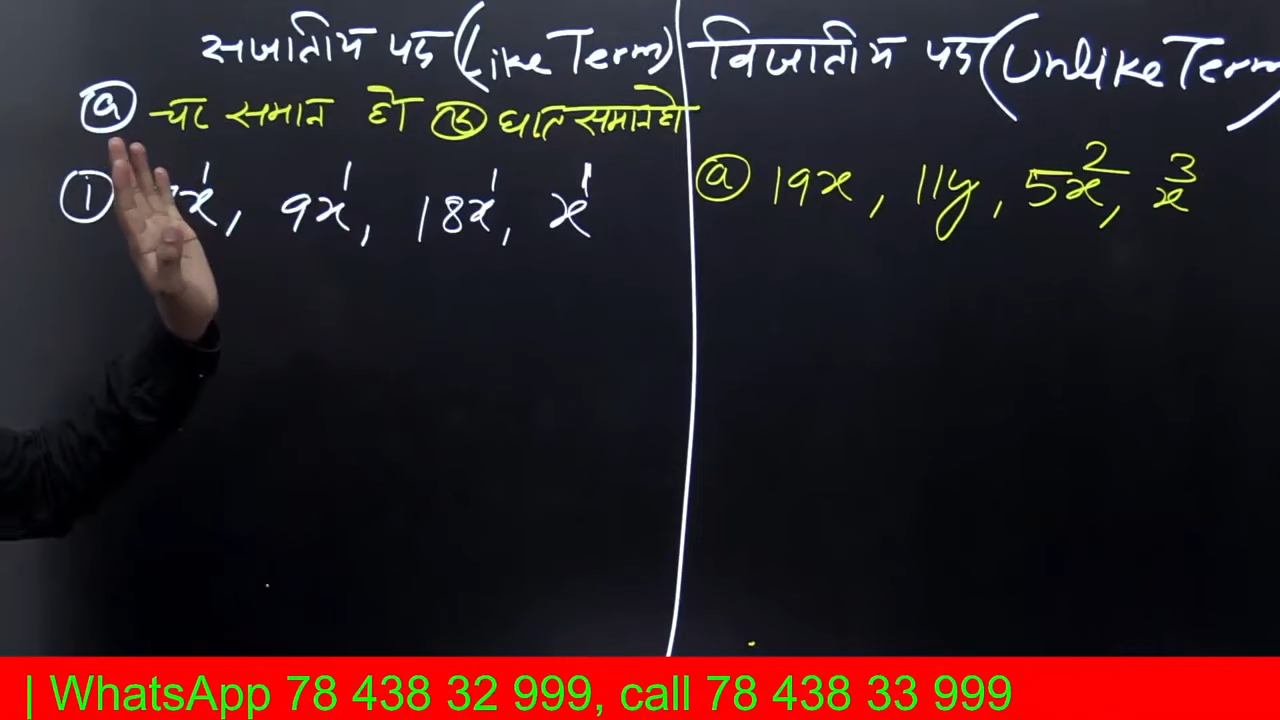 सजातीय पद (Like Term)
ⓐ चर समान हो ⓑ घात समान हो
① x¹, 9x¹, 18x¹, x¹
विजातीय पद (Unlike Term
ⓐ 19x, 11y, 5x², x³
| WhatsApp 78 438 32 999, call 78 438 33 999